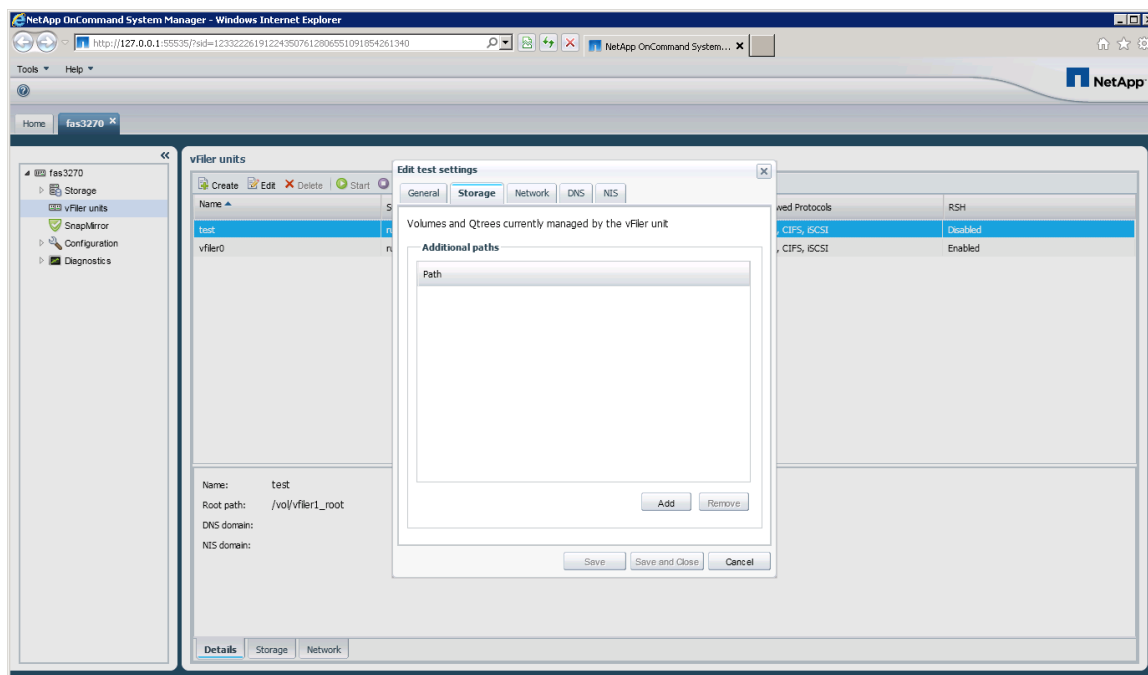 NetApp OnCommand System Manager - Windows Internet Explorer
http://127.0.0.1:55535/?sid=12332226191224350761280655109185426​1340
NetApp OnCommand System...
Tools Help
NetApp
Home fas3270
fas3270
Storage
vFiler units
SnapMirror
Configuration
Diagnostics
vFiler units
Create Edit Delete Start
Name wed Protocols RSH
test , CIFS, iSCSI Disabled
vfiler0 , CIFS, iSCSI Enabled
Edit test settings
General Storage Network DNS NIS
Volumes and Qtrees currently managed by the vFiler unit
Additional paths
Path
Add Remove
Save Save and Close Cancel
Name: test
Root path: /vol/vfiler1_root
DNS domain:
NIS domain:
Details Storage Network